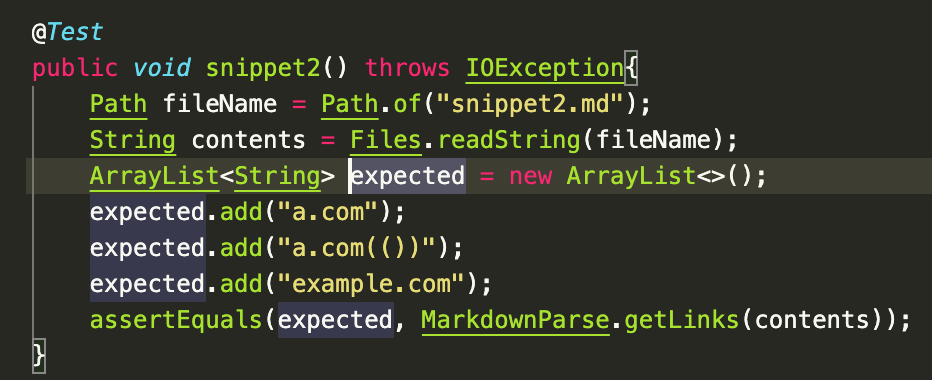 @Test
public void snippet2() throws IOException{
    Path fileName = Path.of("snippet2.md");
    String contents = Files.readString(fileName);
    ArrayList<String> expected = new ArrayList<>();
    expected.add("a.com");
    expected.add("a.com(())");
    expected.add("example.com");
    assertEquals(expected, MarkdownParse.getLinks(contents));
}